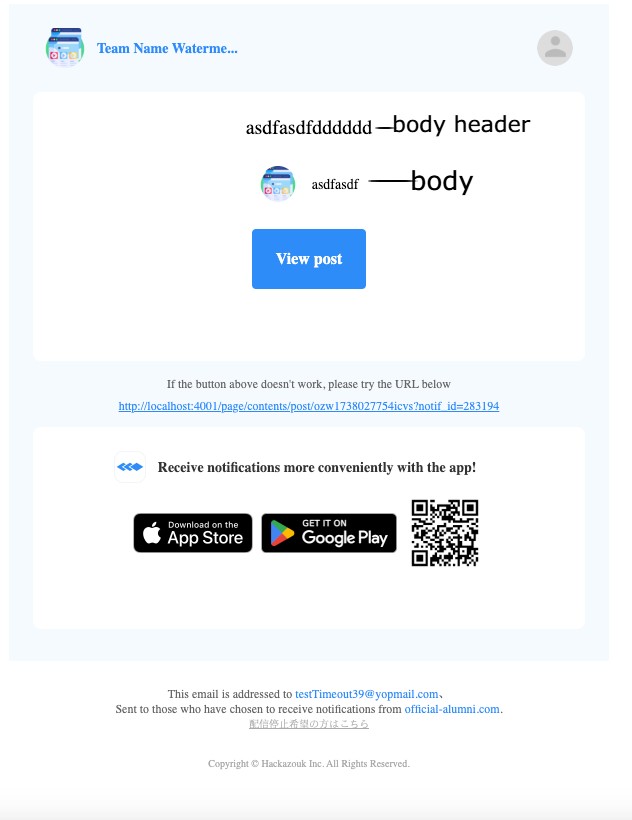 Team Name Waterme...
asdfasdfdddddd body header
asdfasdf body
View post
If the button above doesn't work, please try the URL below
http://localhost:4001/page/contents/post/ozw1738027754icvs?notif_id=283194
Receive notifications more conveniently with the app!
Download on the
App Store
GET IT ON
Google Play
This email is addressed to testTimeout39@yopmail.com、
Sent to those who have chosen to receive notifications from official-alumni.com.
配信停止希望の方はこちら
Copyright © Hackazouk Inc. All Rights Reserved.